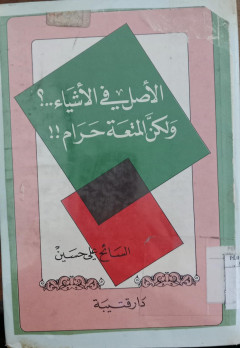 الأصل في الأشياء..؟
ولكن المتعة حرام!!
السائح علي حسين
دار قتيبة